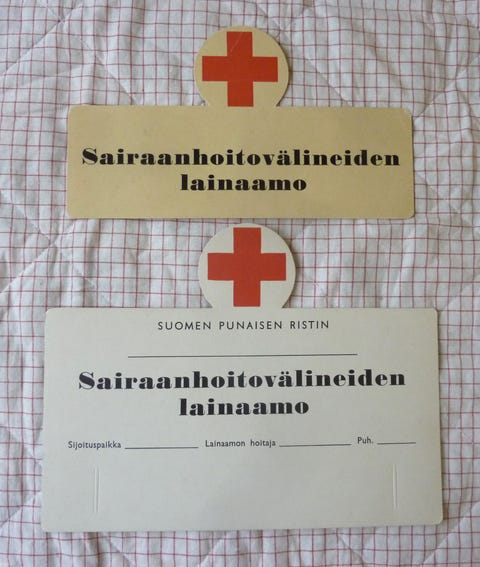 Sairaanhoitovälineiden
lainaamo
SUOMEN PUNAISEN RISTIN
Sairaanhoitovälineiden
lainaamo
Sijoituspaikka Lainaamon hoitaja Puh.